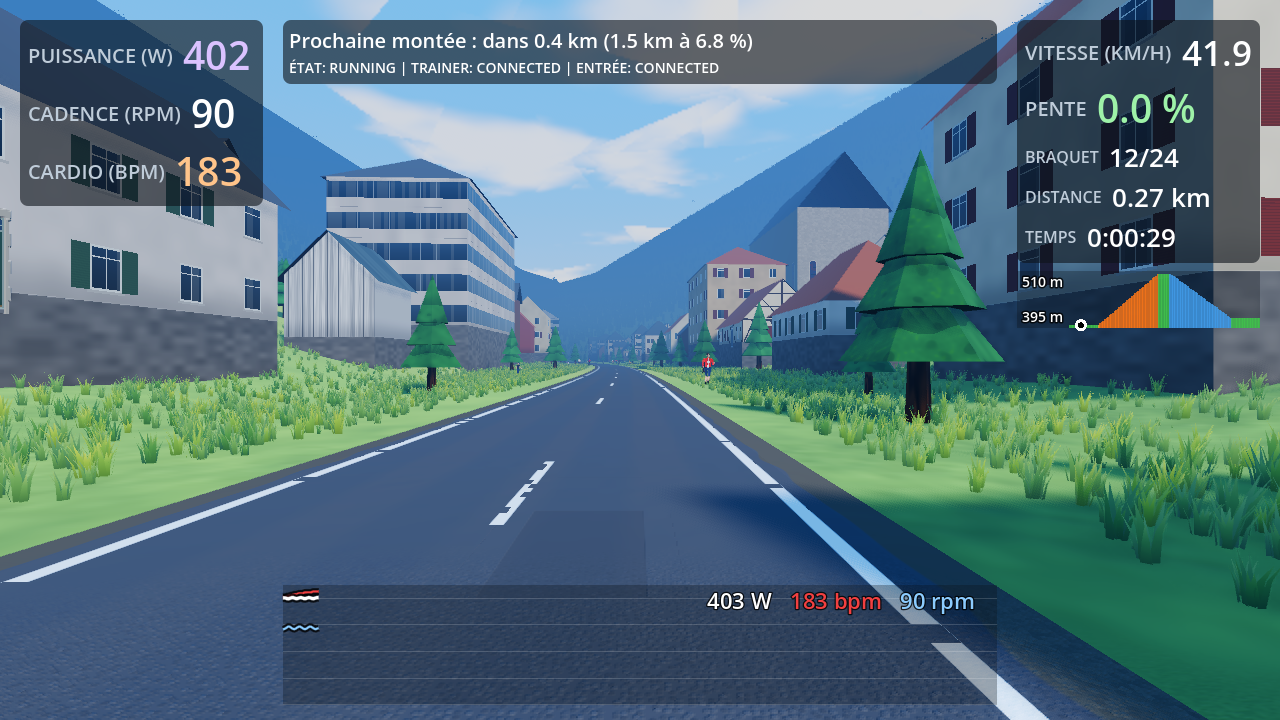 PUISSANCE (W) 402
CADENCE (RPM) 90
CARDIO (BPM) 183
Prochaine montée : dans 0.4 km (1.5 km à 6.8 %)
ÉTAT: RUNNING | TRAINER: CONNECTED | ENTRÉE: CONNECTED
VITESSE (KM/H) 41.9
PENTE 0.0 %
BRAQUET 12/24
DISTANCE 0.27 km
TEMPS 0:00:29
510 m
395 m
403 W 183 bpm 90 rpm